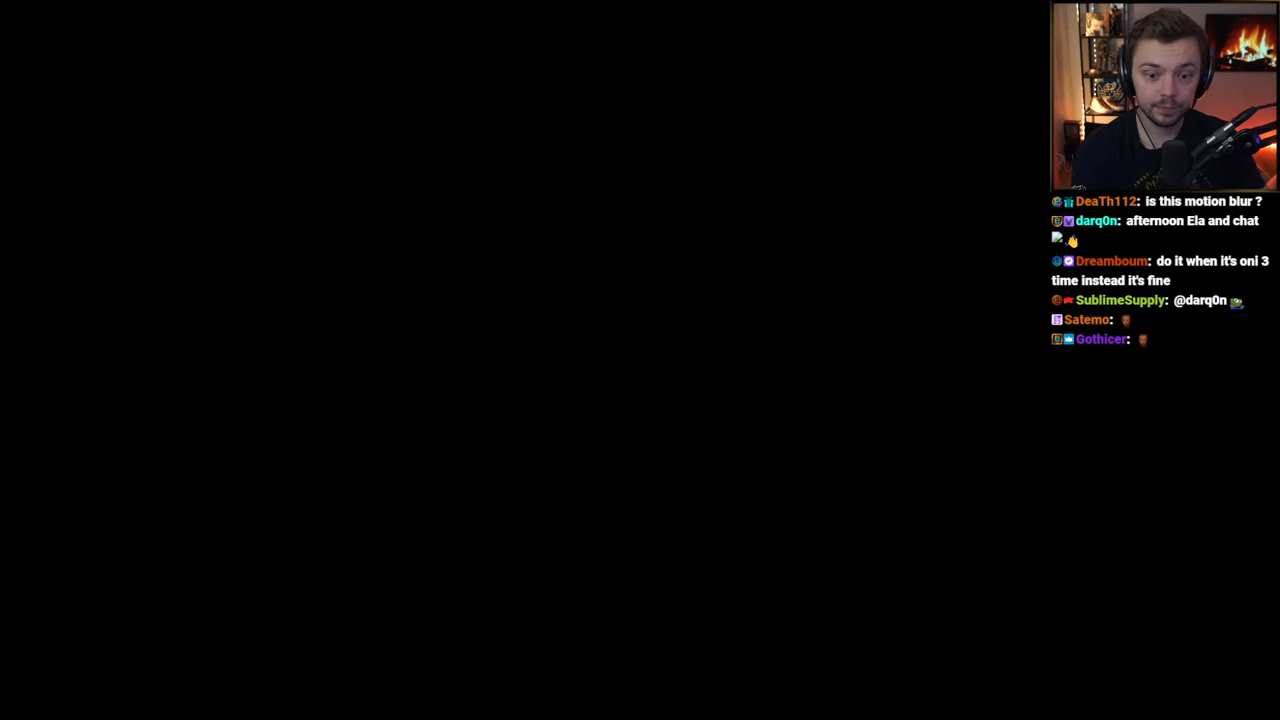 DeaTh112: is this motion blur ?
darq0n: afternoon Ela and chat
Dreamboum: do it when it's oni 3
time instead it's fine
SublimeSupply: @darq0n
Satemo:
Gothicer: